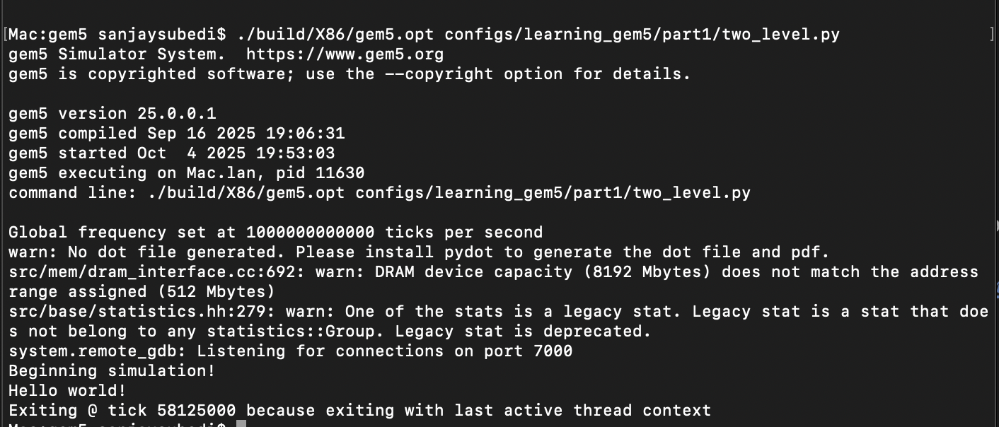 [Mac:gem5 sanjaysubedi$ ./build/X86/gem5.opt configs/learning_gem5/part1/two_level.py ]
gem5 Simulator System.  https://www.gem5.org
gem5 is copyrighted software; use the --copyright option for details.

gem5 version 25.0.0.1
gem5 compiled Sep 16 2025 19:06:31
gem5 started Oct  4 2025 19:53:03
gem5 executing on Mac.lan, pid 11630
command line: ./build/X86/gem5.opt configs/learning_gem5/part1/two_level.py

Global frequency set at 1000000000000 ticks per second
warn: No dot file generated. Please install pydot to generate the dot file and pdf.
src/mem/dram_interface.cc:692: warn: DRAM device capacity (8192 Mbytes) does not match the address
range assigned (512 Mbytes)
src/base/statistics.hh:279: warn: One of the stats is a legacy stat. Legacy stat is a stat that doe
s not belong to any statistics::Group. Legacy stat is deprecated.
system.remote_gdb: Listening for connections on port 7000
Beginning simulation!
Hello world!
Exiting @ tick 58125000 because exiting with last active thread context
Mac:gem5 sanjaysubedi$